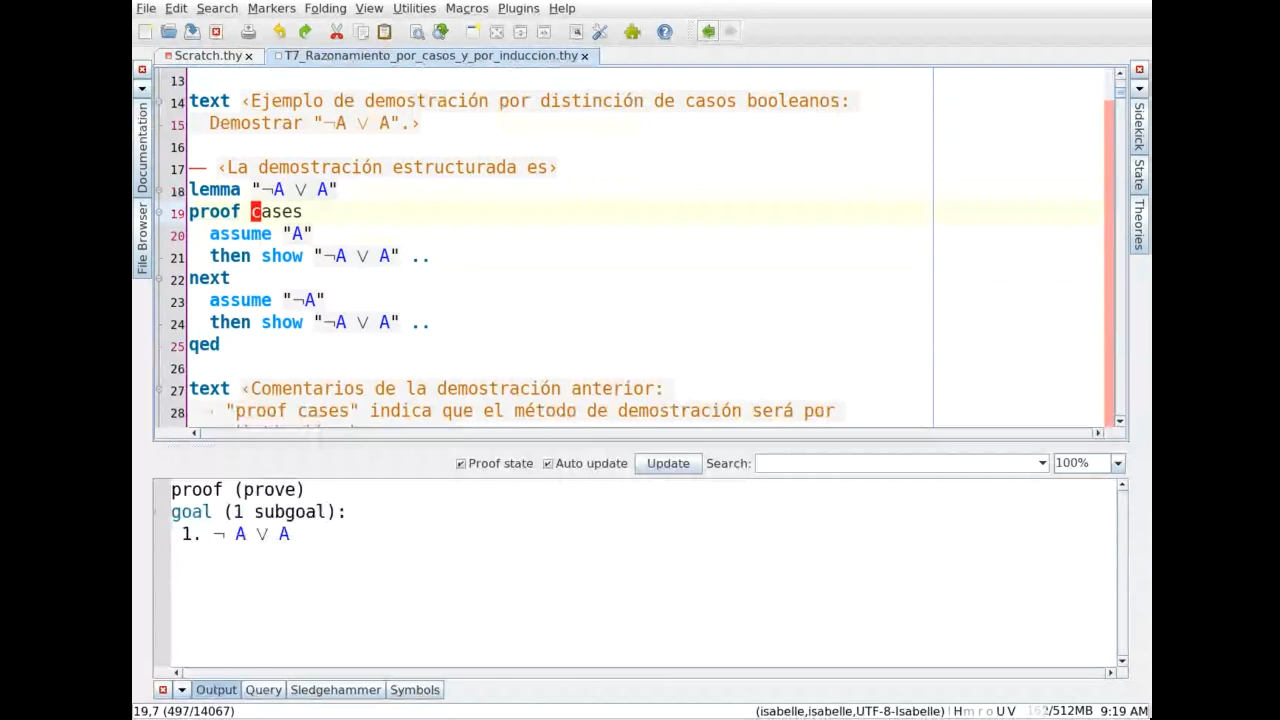 File Edit Search Markers Folding View Utilities Macros Plugins Help
Scratch.thy T7_Razonamiento_por_casos_y_por_induccion.thy
Documentation
File Browser
Sidekick
State
Theories
13
14 text ‹Ejemplo de demostración por distinción de casos booleanos:
15 Demostrar "¬A ∨ A".›
16
17 — ‹La demostración estructurada es›
18 lemma "¬A ∨ A"
19 proof cases
20 assume "A"
21 then show "¬A ∨ A" ..
22 next
23 assume "¬A"
24 then show "¬A ∨ A" ..
25 qed
26
27 text ‹Comentarios de la demostración anterior:
28 "proof cases" indica que el método de demostración será por
Proof state Auto update Update Search: 100%
proof (prove)
goal (1 subgoal):
1. ¬ A ∨ A
Output Query Sledgehammer Symbols
19,7 (497/14067) (isabelle,isabelle,UTF-8-Isabelle) H m r o U V /512MB 9:19 AM